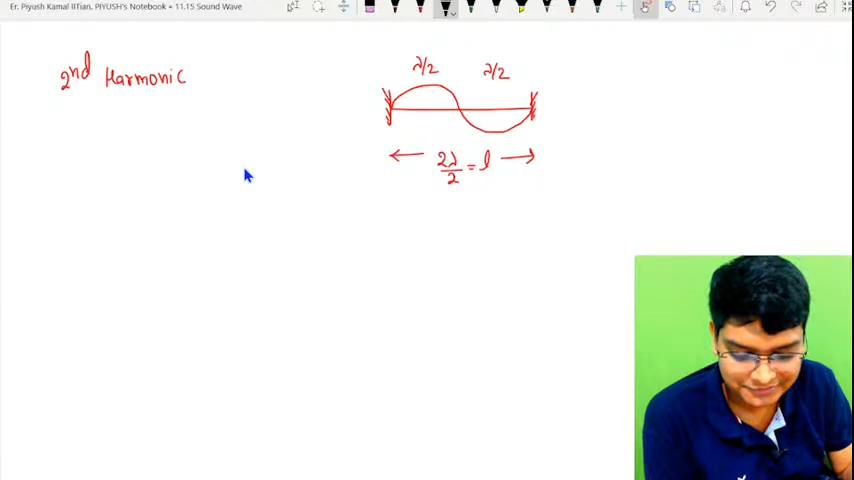 Er. Piyush Kamal IITian. PIYUSH's Notebook = 11.15 Sound Wave
2nd Harmonic
λ/2 λ/2
2λ/2 = l